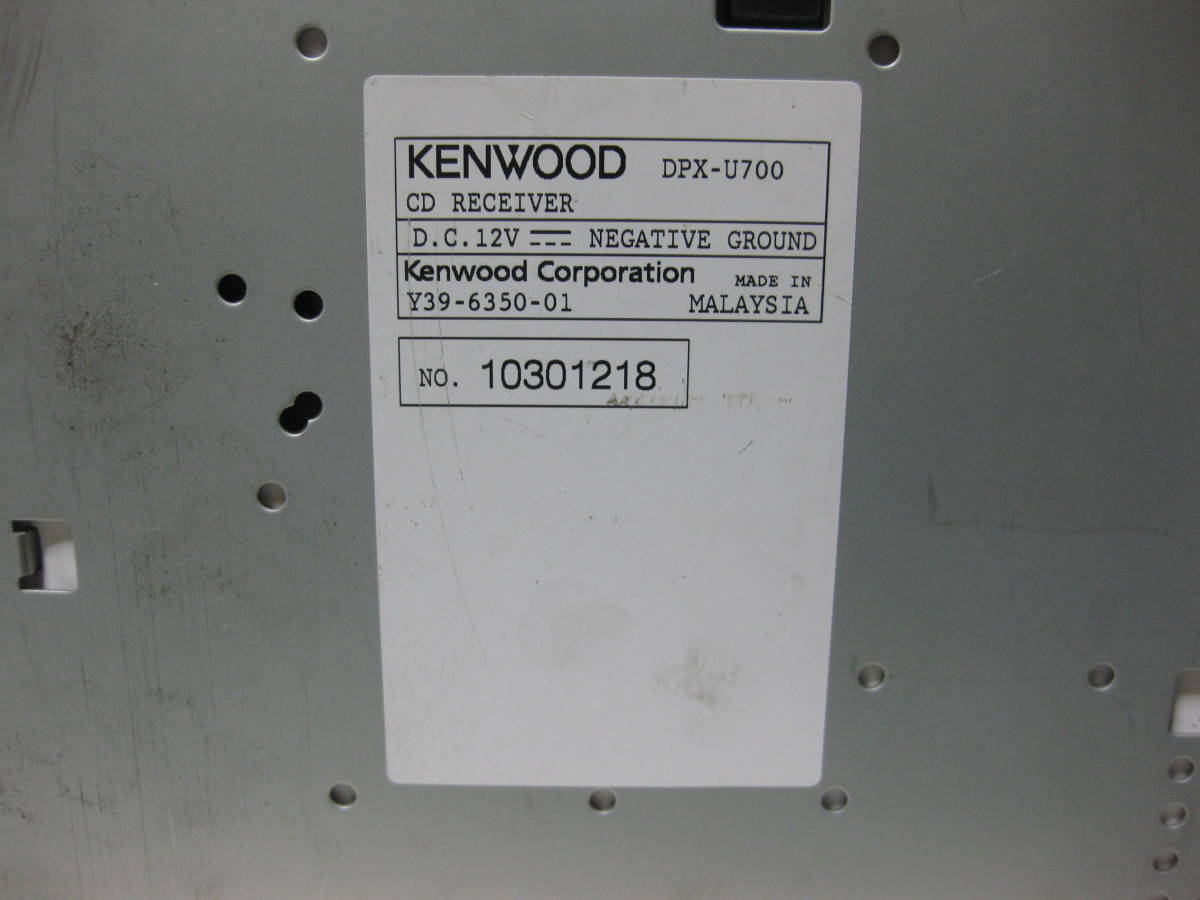 KENWOOD DPX-U700
CD RECEIVER
D.C.12V NEGATIVE GROUND
Kenwood Corporation MADE IN
Y39-6350-01 MALAYSIA
NO. 10301218